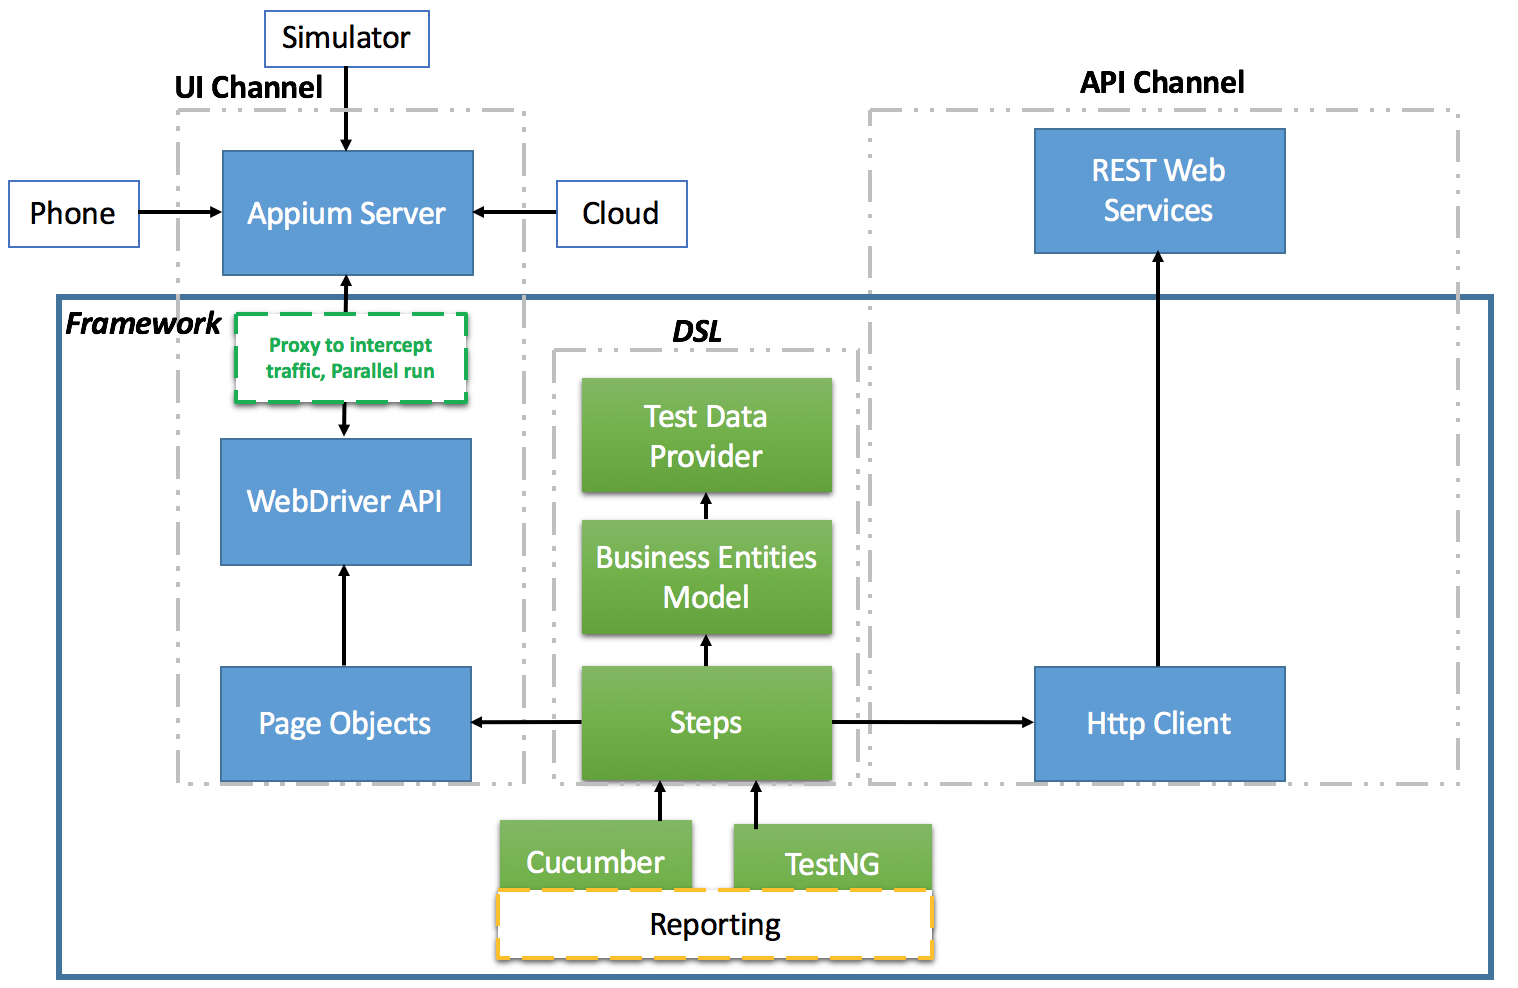 Simulator
UI Channel
API Channel
Phone
Appium Server
Cloud
REST Web
Services
Framework
Proxy to intercept
traffic, Parallel run
DSL
Test Data
Provider
WebDriver API
Business Entities
Model
Page Objects
Steps
Http Client
Cucumber
TestNG
Reporting